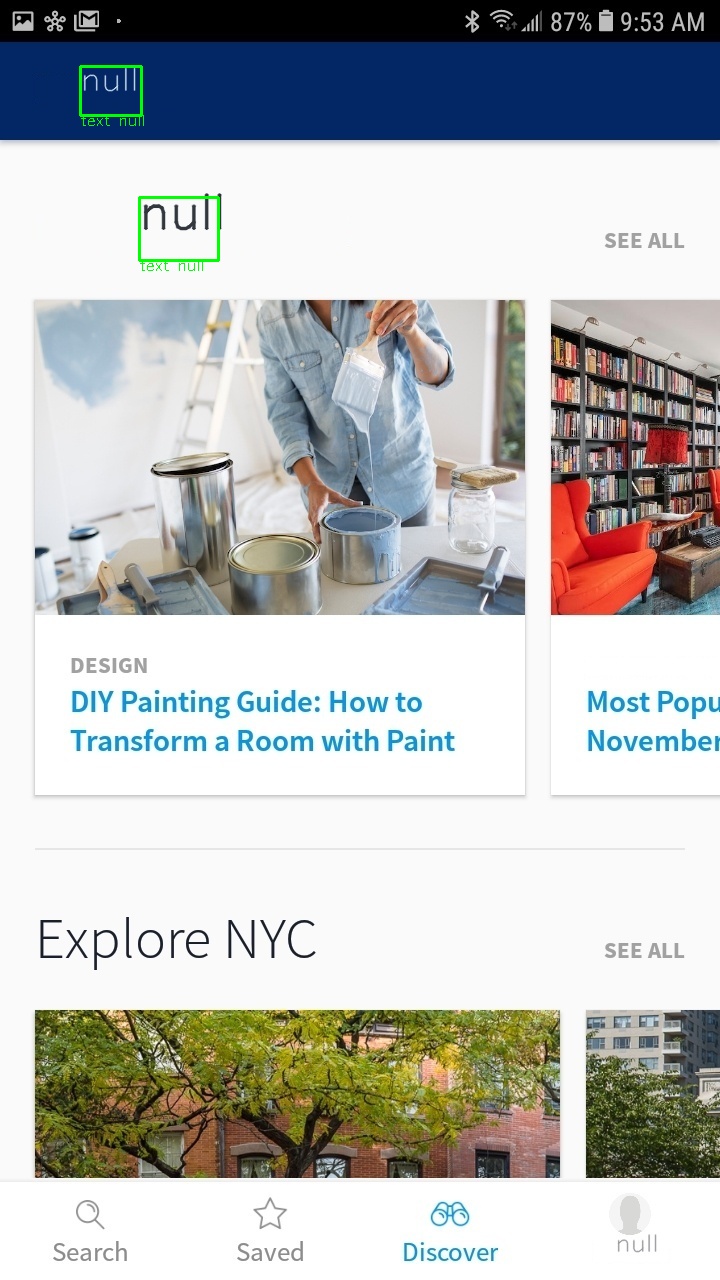 87% 9:53 AM
null
text null
null
text null
SEE ALL
DESIGN
DIY Painting Guide: How to
Transform a Room with Paint
Most Popu
November
Explore NYC
SEE ALL
Search
Saved
Discover
null